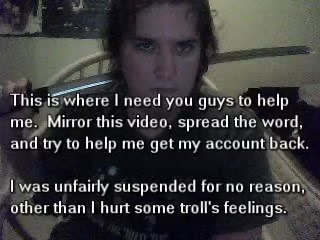 This is where I need you guys to help
me. Mirror this video, spread the word,
and try to help me get my account back.
I was unfairly suspended for no reason,
other than I hurt some troll's feelings.